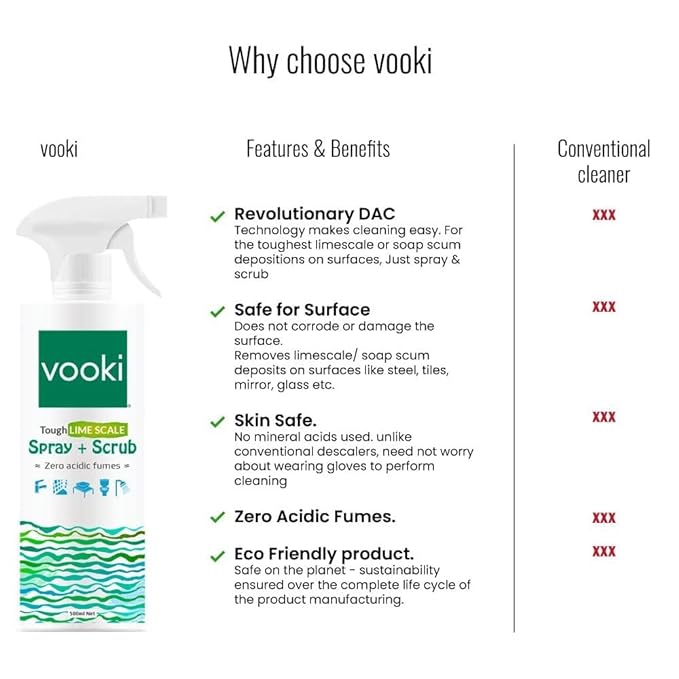 Why choose vooki
vooki
Features & Benefits
Conventional
cleaner
Revolutionary DAC
Technology makes cleaning easy. For
the toughest limescale or soap scum
depositions on surfaces, Just spray &
scrub
xxx
Safe for Surface
Does not corrode or damage the
surface.
Removes limescale/ soap scum
deposits on surfaces like steel, tiles,
mirror, glass etc.
xxx
Skin Safe.
No mineral acids used. unlike
conventional descalers, need not worry
about wearing gloves to perform
cleaning
xxx
Zero Acidic Fumes.
xxx
Eco Friendly product.
Safe on the planet - sustainability
ensured over the complete life cycle of
the product manufacturing.
xxx
vooki
Tough LIME SCALE
Spray + Scrub
≈ Zero acidic fumes ≈
500ml Net